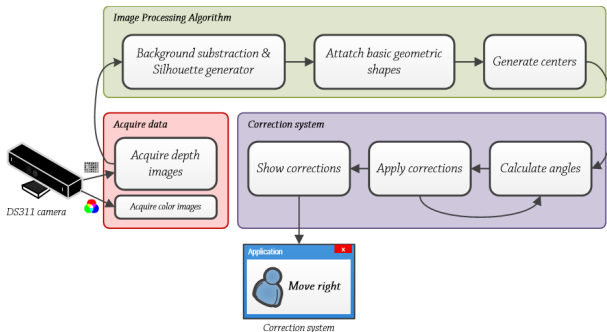 Image Processing Algorithm
Background substraction &
Silhouette generator
Attatch basic geometric
shapes
Generate centers
Acquire data
Acquire depth
images
Acquire color images
DS311 camera
Correction system
Show corrections
Apply corrections
Calculate angles
Application
x
Move right
Correction system